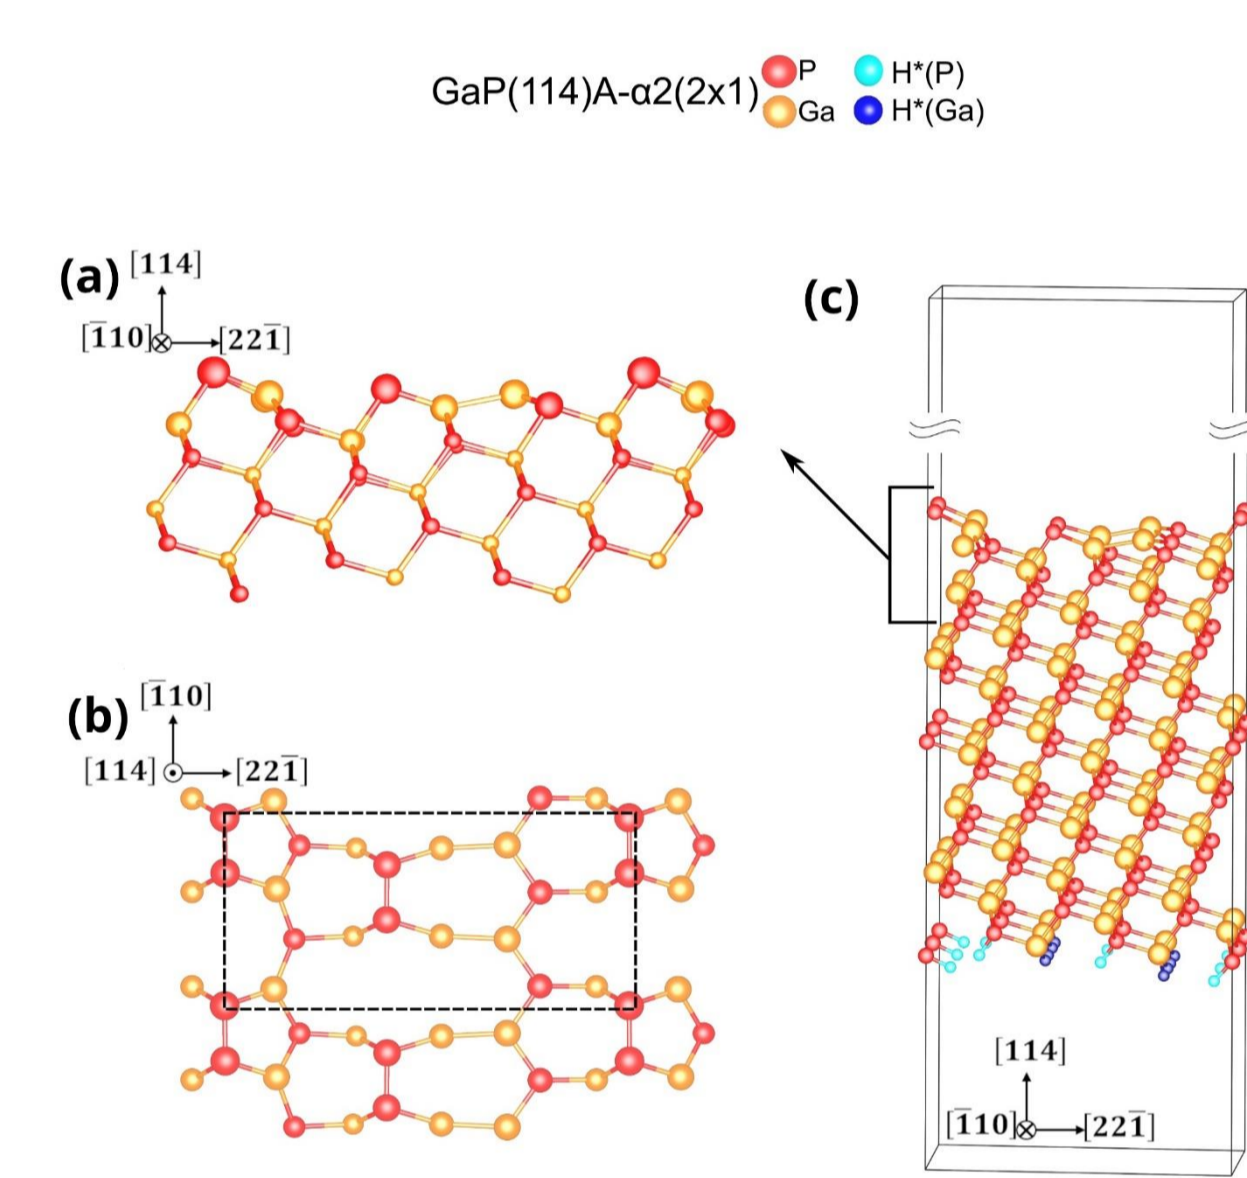 GaP(114)A-α2(2x1)
P
H*(P)
Ga
H*(Ga)
(a)
[114]
[1̅10]
[221̅]
(c)
(b)
[1̅10]
[114]
[221̅]
[114]
[1̅10]
[221̅]